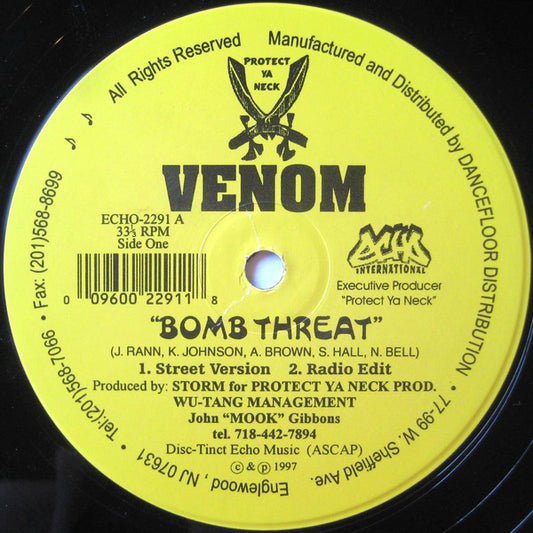 All Rights Reserved
Manufactured and Distributed by DANCEFLOOR DISTRIBUTION
• 77-99 W. Sheffield Ave.
Englewood, NJ 07631 •
Tel:(201)568-7066 • Fax: (201)568-8699
PROTECT
YA
NECK
VENOM
ECHO-2291 A
33⅓ RPM
Side One
0 09600 22911 8
ECHO
INTERNATIONAL
Executive Producer
"Protect Ya Neck"
"BOMB THREAT"
(J. RANN, K. JOHNSON, A. BROWN, S. HALL, N. BELL)
1. Street Version 2. Radio Edit
Produced by: STORM for PROTECT YA NECK PROD.
WU-TANG MANAGEMENT
John "MOOK" Gibbons
tel. 718-442-7894
Disc-Tinct Echo Music (ASCAP)
© & ℗ 1997